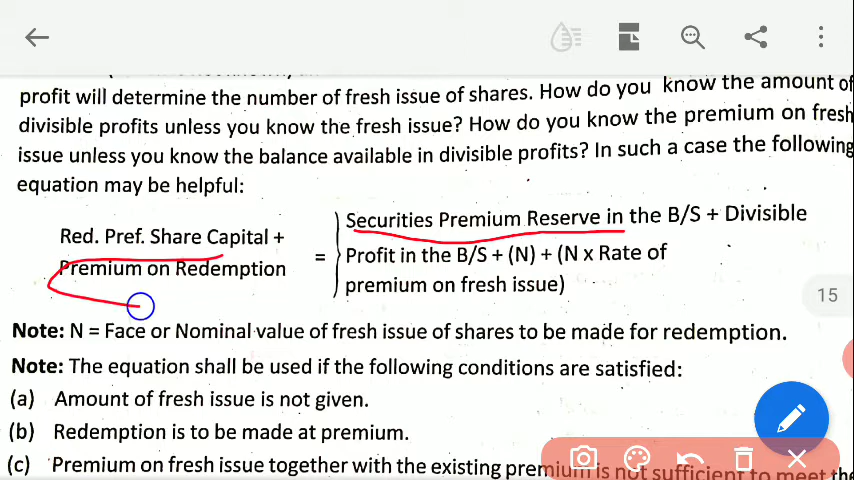 profit will determine the number of fresh issue of shares. How do you know the amount of
divisible profits unless you know the fresh issue? How do you know the premium on fresh
issue unless you know the balance available in divisible profits? In such a case the following
equation may be helpful:
Red. Pref. Share Capital +
Premium on Redemption
=
Securities Premium Reserve in the B/S + Divisible
Profit in the B/S + (N) + (N x Rate of
premium on fresh issue)
15
Note: N = Face or Nominal value of fresh issue of shares to be made for redemption.
Note: The equation shall be used if the following conditions are satisfied:
(a) Amount of fresh issue is not given.
(b) Redemption is to be made at premium.
(c) Premium on fresh issue together with the existing premium is not sufficient to meet the